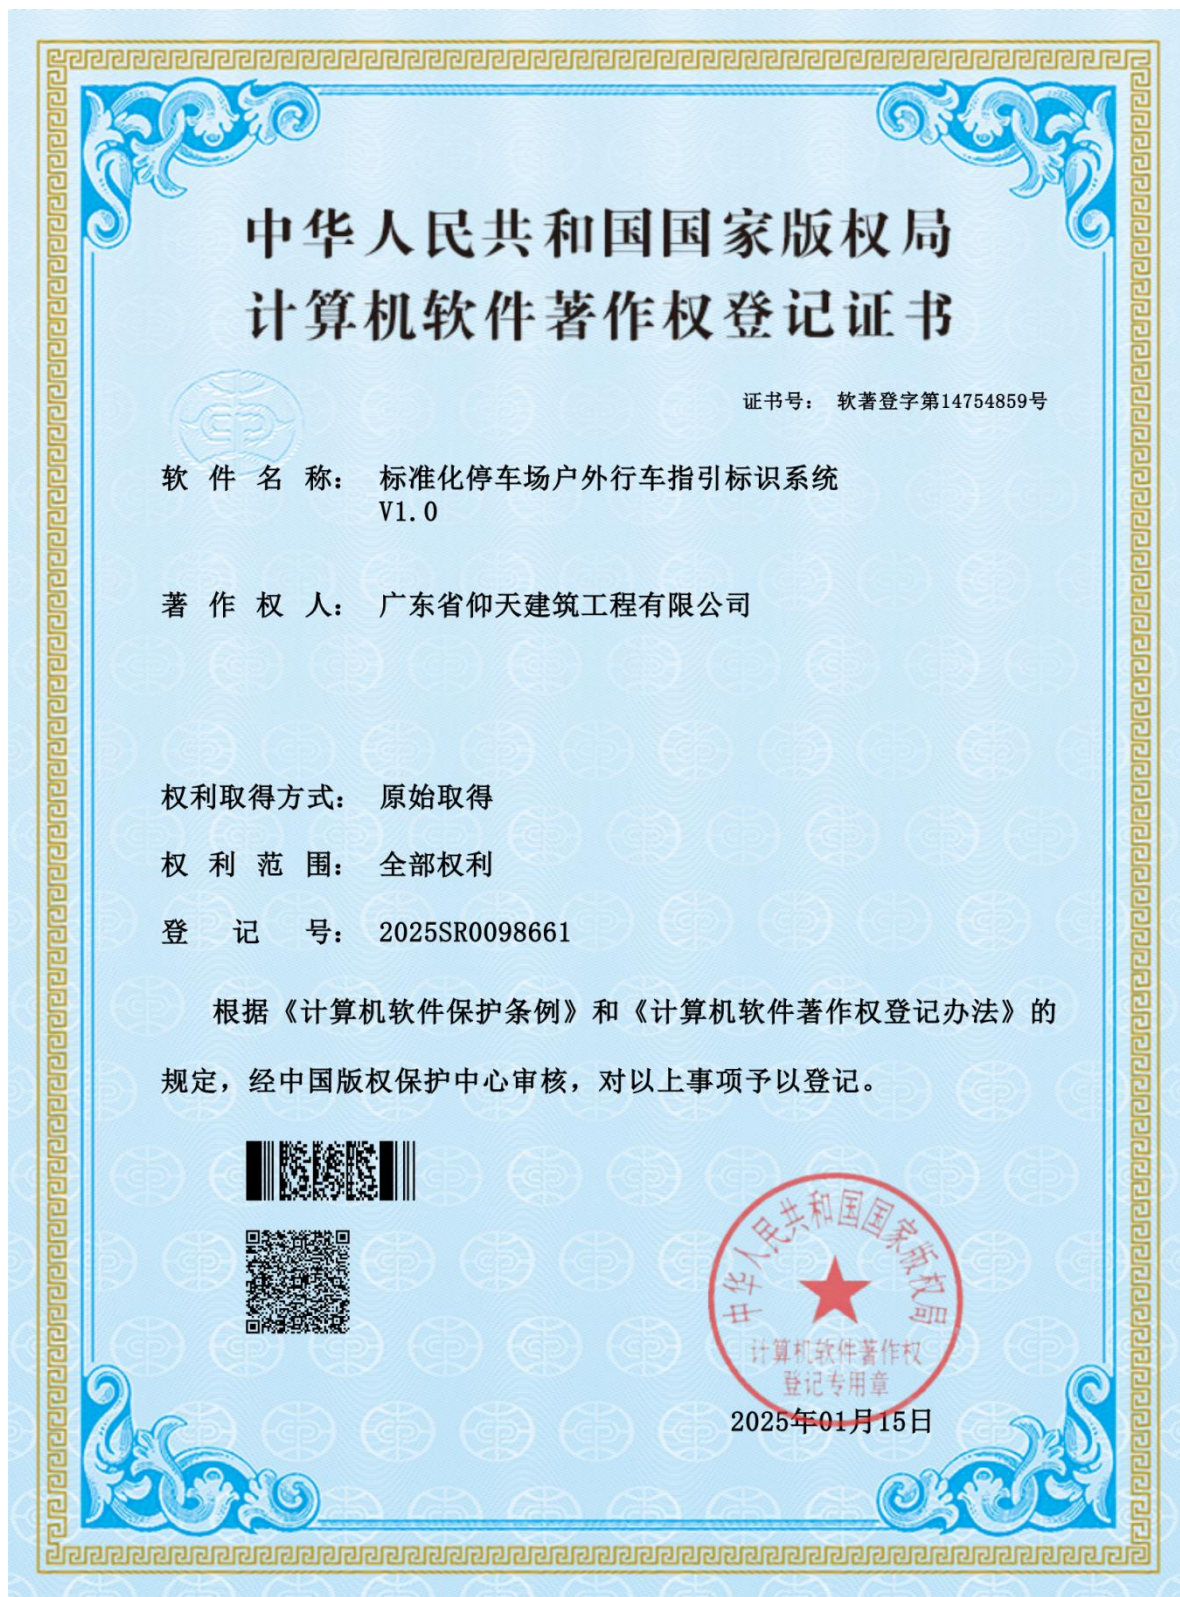 中华人民共和国国家版权局
计算机软件著作权登记证书
证书号： 软著登字第14754859号
软件名称： 标准化停车场户外行车指引标识系统
V1.0
著作权人： 广东省仰天建筑工程有限公司
权利取得方式： 原始取得
权利范围： 全部权利
登记号： 2025SR0098661
根据《计算机软件保护条例》和《计算机软件著作权登记办法》的
规定，经中国版权保护中心审核，对以上事项予以登记。
中华人民共和国国家版权局
计算机软件著作权
登记专用章
2025年01月15日